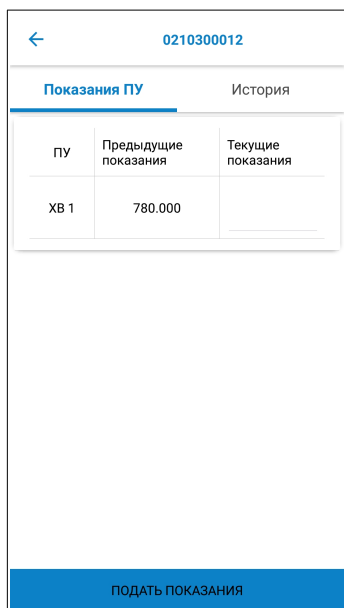 0210300012
Показания ПУ
История
ПУ
Предыдущие
показания
Текущие
показания
ХВ 1
780.000
ПОДАТЬ ПОКАЗАНИЯ